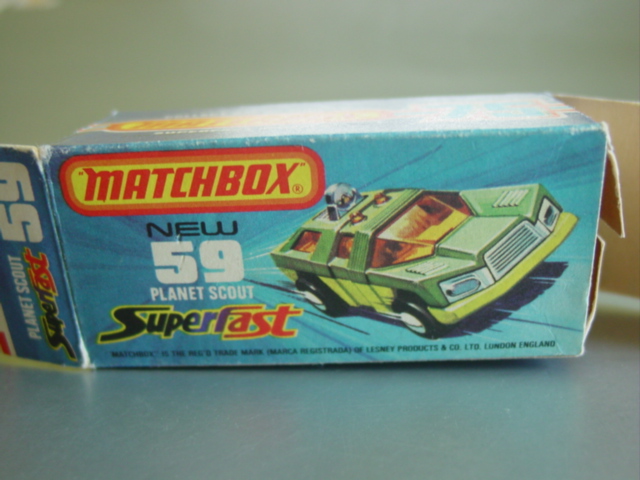 "MATCHBOX"®
NEW
59
PLANET SCOUT
Superfast
MATCHBOX" IS THE REG'D TRADE MARK (MARCA REGISTRADA) OF LESNEY PRODUCTS & CO. LTD. LONDON ENGLAND
59
PLANET SCOUT
Superfast